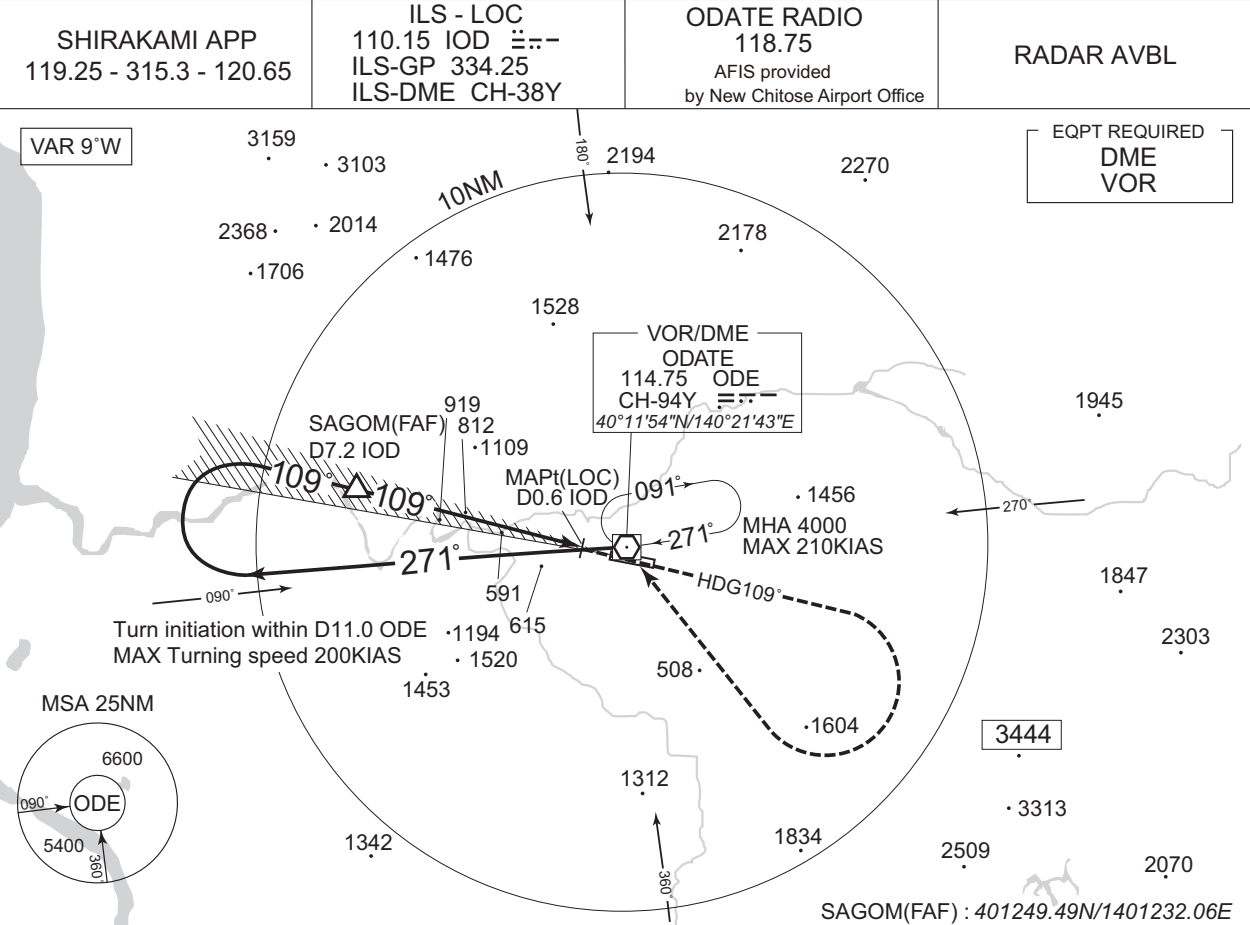 SHIRAKAMI APP
119.25 - 315.3 - 120.65
ILS - LOC
110.15 IOD
ILS-GP 334.25
ILS-DME CH-38Y
ODATE RADIO
118.75
AFIS provided
by New Chitose Airport Office
RADAR AVBL
VAR 9°W
EQPT REQUIRED
DME
VOR
3159
3103
180°
2194
2270
10NM
2368
2014
2178
1706
1476
1528
VOR/DME
ODATE
114.75 ODE
CH-94Y
40°11'54"N/140°21'43"E
1945
919
SAGOM(FAF)
812
D7.2 IOD
1109
MAPt(LOC)
D0.6 IOD
109°
109°
091°
1456
270°
271°
MHA 4000
MAX 210KIAS
271°
HDG109°
090°
591
1847
Turn initiation within D11.0 ODE
MAX Turning speed 200KIAS
1194
615
2303
1520
1453
508
MSA 25NM
1604
3444
6600
090°
ODE
5400
360°
1312
3313
1342
1834
2509
2070
360°
SAGOM(FAF) : 401249.49N/1401232.06E